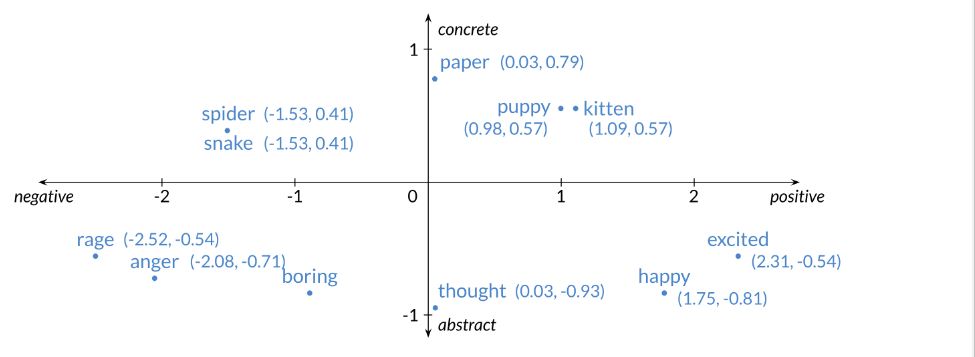 concrete
1
paper (0.03, 0.79)
spider (-1.53, 0.41)
puppy kitten
(0.98, 0.57) (1.09, 0.57)
snake (-1.53, 0.41)
negative -2 -1 0 1 2 positive
rage (-2.52, -0.54)
excited
anger (-2.08, -0.71)
(2.31, -0.54)
boring
happy
thought (0.03, -0.93)
(1.75, -0.81)
-1
abstract